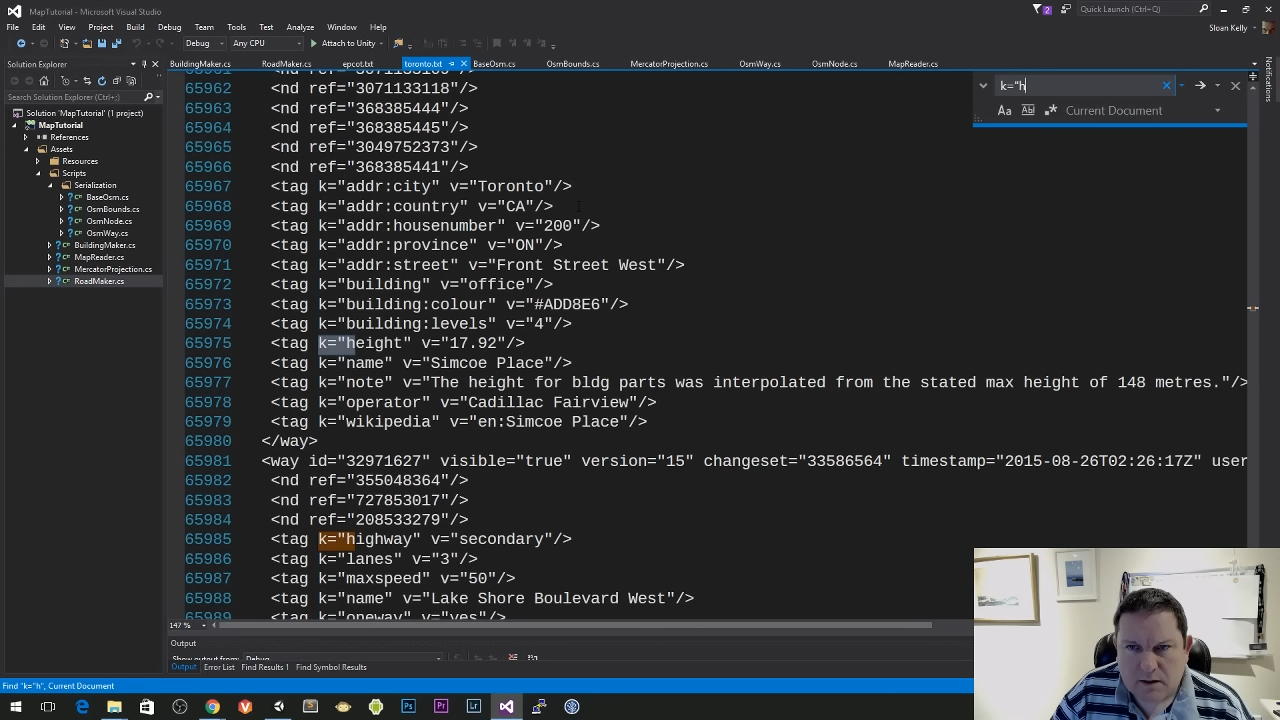 MapTutorial - Microsoft Visual Studio
2
Quick Launch (Ctrl+Q)
File Edit View Project Build Debug Team Tools Test Analyze Window Help
Sloan Kelly
Debug Any CPU Attach to Unity
Solution Explorer
BuildingMaker.cs RoadMaker.cs epcot.txt toronto.txt BaseOsm.cs OsmBounds.cs MercatorProjection.cs OsmWay.cs OsmNode.cs MapReader.cs
Search Solution Explorer (Ctrl+;)
Solution 'MapTutorial' (1 project)
MapTutorial
References
Assets
Resources
Scripts
Serialization
BaseOsm.cs
OsmBounds.cs
OsmNode.cs
OsmWay.cs
BuildingMaker.cs
MapReader.cs
MercatorProjection.cs
RoadMaker.cs
k="h
Current Document
65962 <nd ref="3071133118"/>
65963 <nd ref="368385444"/>
65964 <nd ref="368385445"/>
65965 <nd ref="3049752373"/>
65966 <nd ref="368385441"/>
65967 <tag k="addr:city" v="Toronto"/>
65968 <tag k="addr:country" v="CA"/>
65969 <tag k="addr:housenumber" v="200"/>
65970 <tag k="addr:province" v="ON"/>
65971 <tag k="addr:street" v="Front Street West"/>
65972 <tag k="building" v="office"/>
65973 <tag k="building:colour" v="#ADD8E6"/>
65974 <tag k="building:levels" v="4"/>
65975 <tag k="height" v="17.92"/>
65976 <tag k="name" v="Simcoe Place"/>
65977 <tag k="note" v="The height for bldg parts was interpolated from the stated max height of 148 metres."/>
65978 <tag k="operator" v="Cadillac Fairview"/>
65979 <tag k="wikipedia" v="en:Simcoe Place"/>
65980 </way>
65981 <way id="32971627" visible="true" version="15" changeset="33586564" timestamp="2015-08-26T02:26:17Z" user
65982 <nd ref="355048364"/>
65983 <nd ref="727853017"/>
65984 <nd ref="208533279"/>
65985 <tag k="highway" v="secondary"/>
65986 <tag k="lanes" v="3"/>
65987 <tag k="maxspeed" v="50"/>
65988 <tag k="name" v="Lake Shore Boulevard West"/>
65989 <tag k="oneway" v="yes"/>
147 %
Output
Show output from: Debug
Output Error List Find Results 1 Find Symbol Results
Find "k="h", Current Document